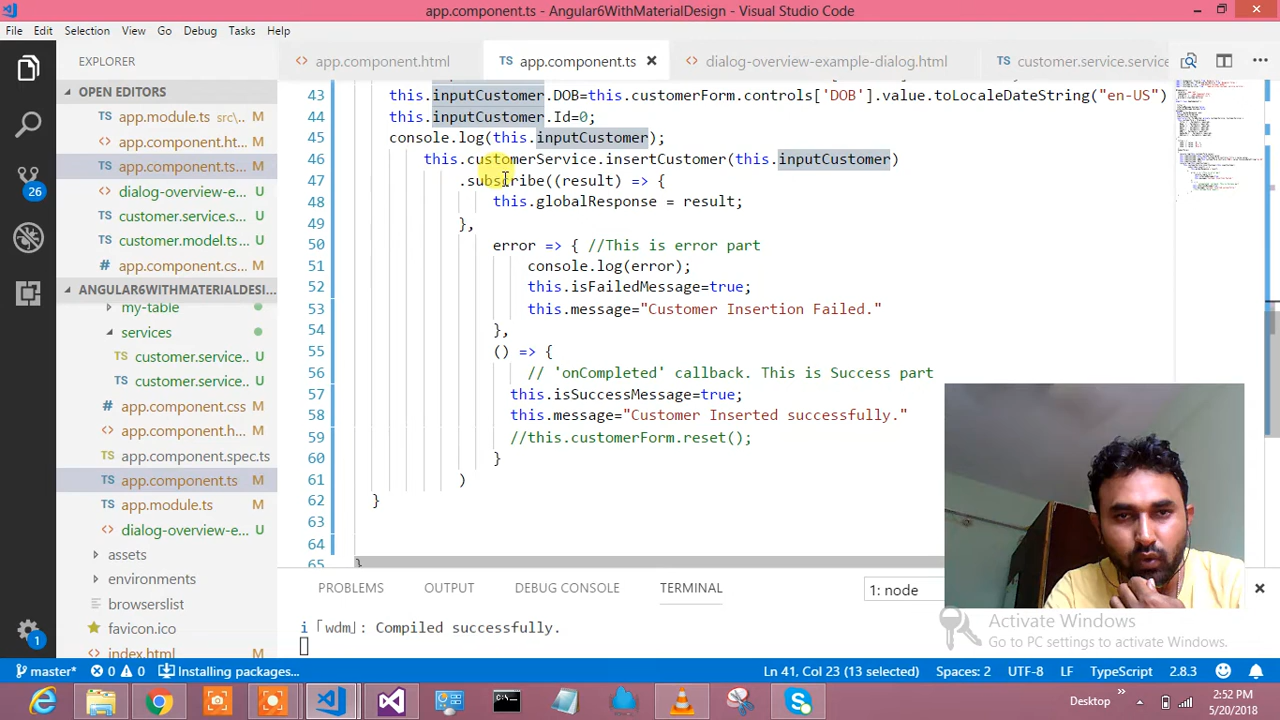 app.component.ts - Angular6WithMaterialDesign - Visual Studio Code
File Edit Selection View Go Debug Tasks Help
EXPLORER
app.component.html
TS app.component.ts
dialog-overview-example-dialog.html
TS customer.service.service
OPEN EDITORS
TS app.module.ts src\... M
app.component.ht... M
TS app.component.ts... M
dialog-overview-e... U
TS customer.service.s... U
TS customer.model.ts... U
# app.component.cs... M
ANGULAR6WITHMATERIALDESI...
my-table
services
TS customer.service... U
TS customer.service... U
# app.component.css M
app.component.h... M
TS app.component.spec.ts
TS app.component.ts M
TS app.module.ts M
dialog-overview-e... U
assets
environments
browserslist
favicon.ico
index.html M
26
1
43 this.inputCustomer.DOB=this.customerForm.controls['DOB'].value.toLocaleDateString("en-US")
44 this.inputCustomer.Id=0;
45 console.log(this.inputCustomer);
46 this.customerService.insertCustomer(this.inputCustomer)
47 .subscribe((result) => {
48 this.globalResponse = result;
49 },
50 error => { //This is error part
51 console.log(error);
52 this.isFailedMessage=true;
53 this.message="Customer Insertion Failed."
54 },
55 () => {
56 // 'onCompleted' callback. This is Success part
57 this.isSuccessMessage=true;
58 this.message="Customer Inserted successfully."
59 //this.customerForm.reset();
60 }
61 )
62 }
63
64
65 }
PROBLEMS OUTPUT DEBUG CONSOLE TERMINAL
1: node
i ｢wdm｣: Compiled successfully.
Activate Windows
Go to PC settings to activate Windows.
master* 0 0 Installing packages...
Ln 41, Col 23 (13 selected) Spaces: 2 UTF-8 LF TypeScript 2.8.3
Desktop
2:52 PM
5/20/2018